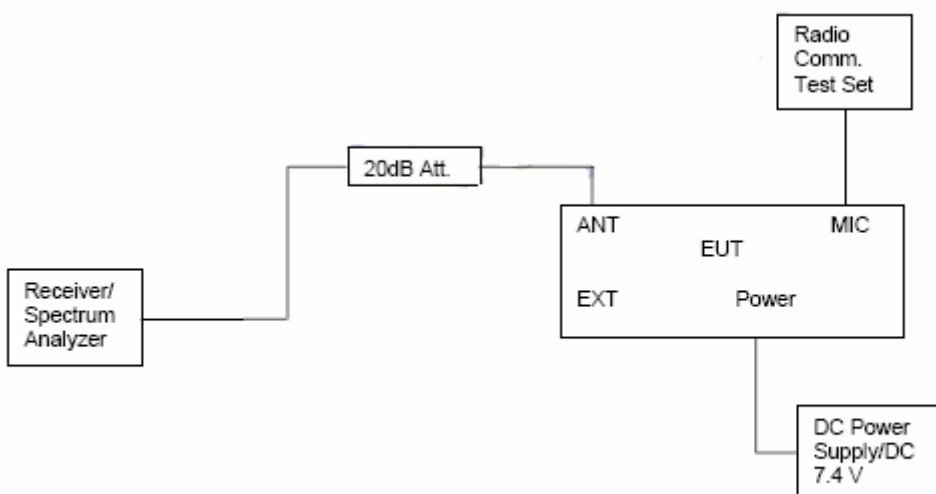 Radio
Comm.
Test Set
20dB Att.
ANT
MIC
EUT
EXT
Power
Receiver/
Spectrum
Analyzer
DC Power
Supply/DC
7.4 V